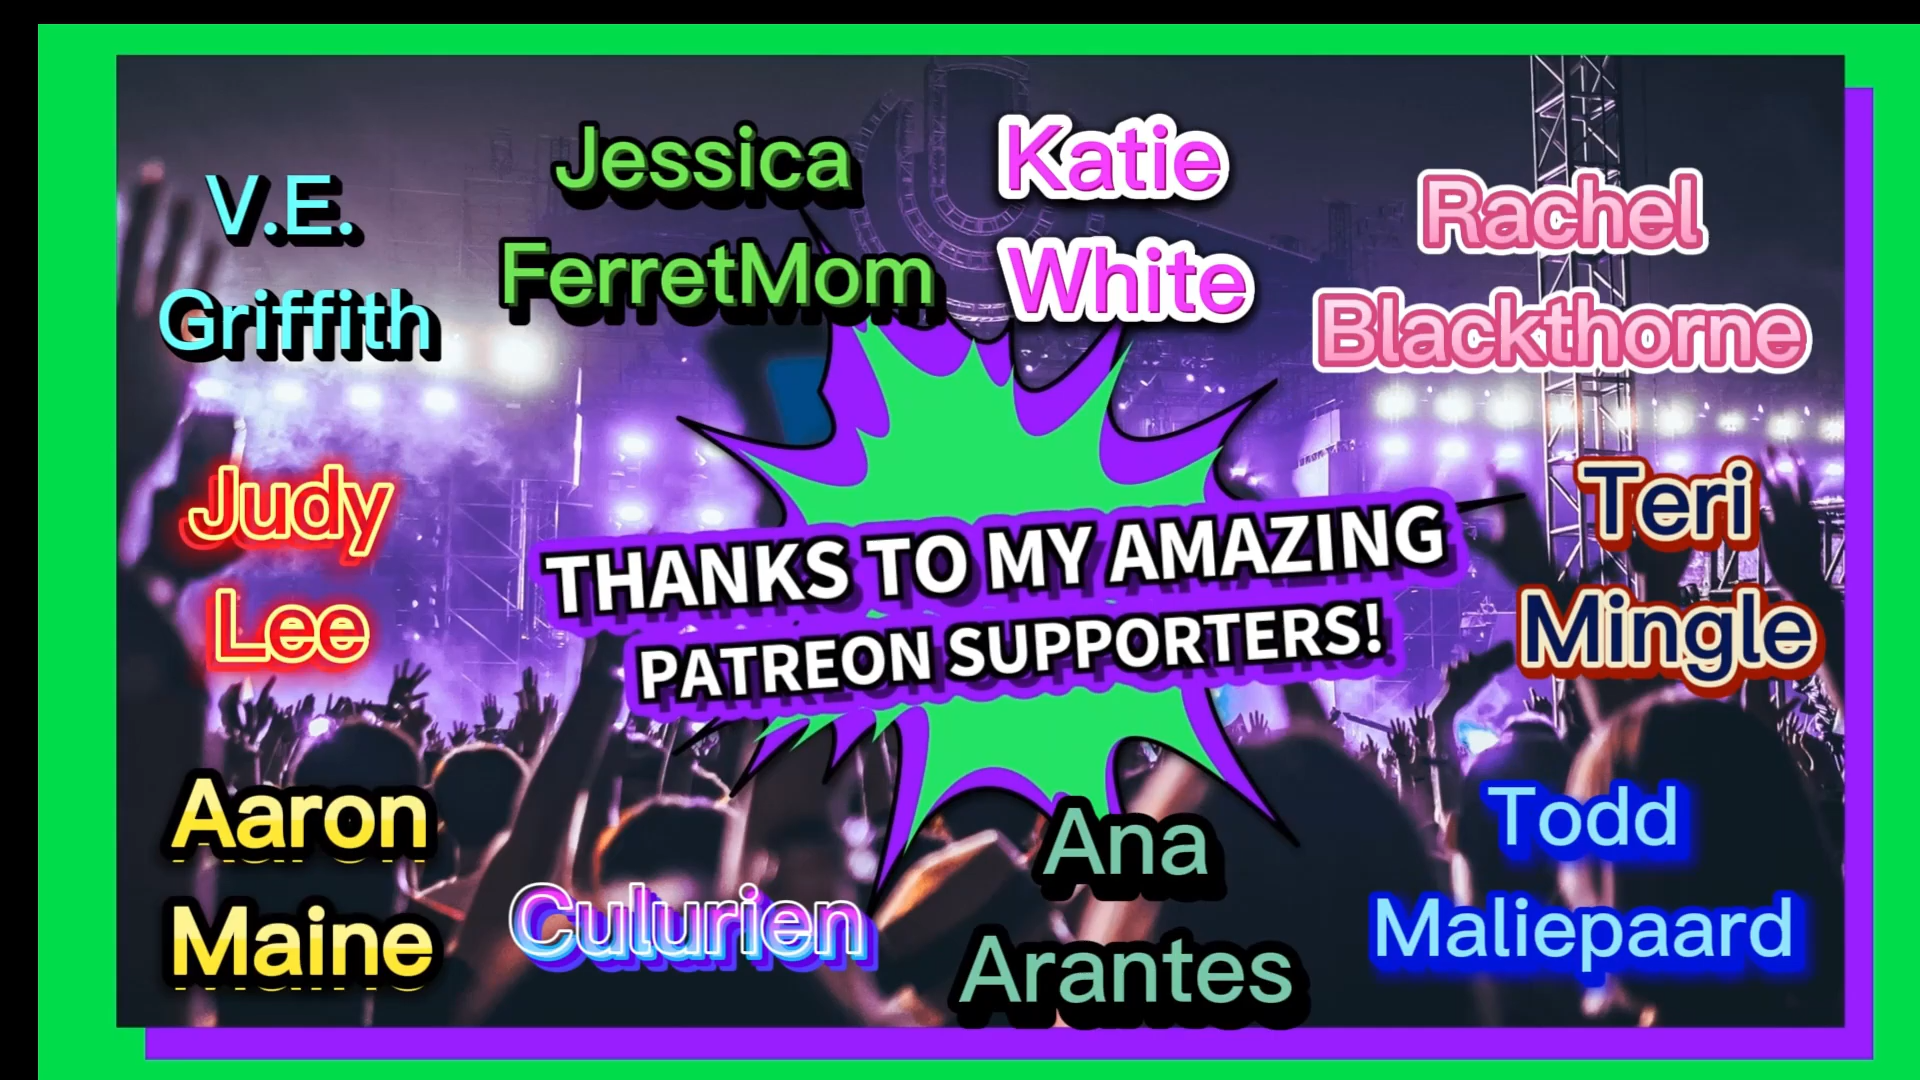 V.E.
Griffith
Jessica
FerretMom
Katie
White
Rachel
Blackthorne
Judy
Lee
THANKS TO MY AMAZING
PATREON SUPPORTERS!
Teri
Mingle
Aaron
Maine
Culurien
Ana
Arantes
Todd
Maliepaard